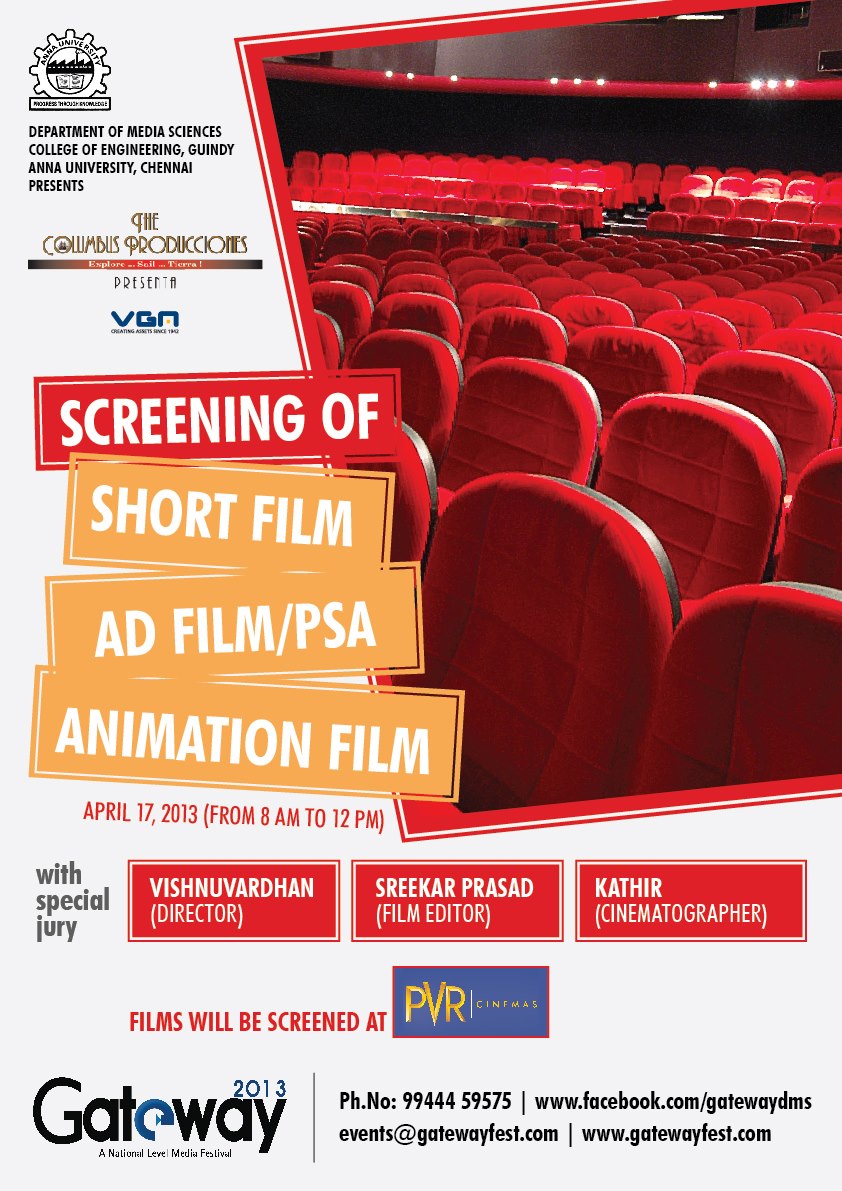 ANNA UNIVERSITY
PROGRESS THROUGH KNOWLEDGE
DEPARTMENT OF MEDIA SCIENCES
COLLEGE OF ENGINEERING, GUINDY
ANNA UNIVERSITY, CHENNAI
PRESENTS
THE
COLUMBUS PRODUCCIONES
Explore ... Sail ... Tierra !
PRESENTA
VGN
CREATING ASSETS SINCE 1942
SCREENING OF
SHORT FILM
AD FILM/PSA
ANIMATION FILM
APRIL 17, 2013 (FROM 8 AM TO 12 PM)
with
special
jury
VISHNUVARDHAN
(DIRECTOR)
SREEKAR PRASAD
(FILM EDITOR)
KATHIR
(CINEMATOGRAPHER)
FILMS WILL BE SCREENED AT
PVR CINEMAS
2013
Gateway
A National Level Media Festival
Ph.No: 99444 59575 | www.facebook.com/gatewaydms
events@gatewayfest.com | www.gatewayfest.com